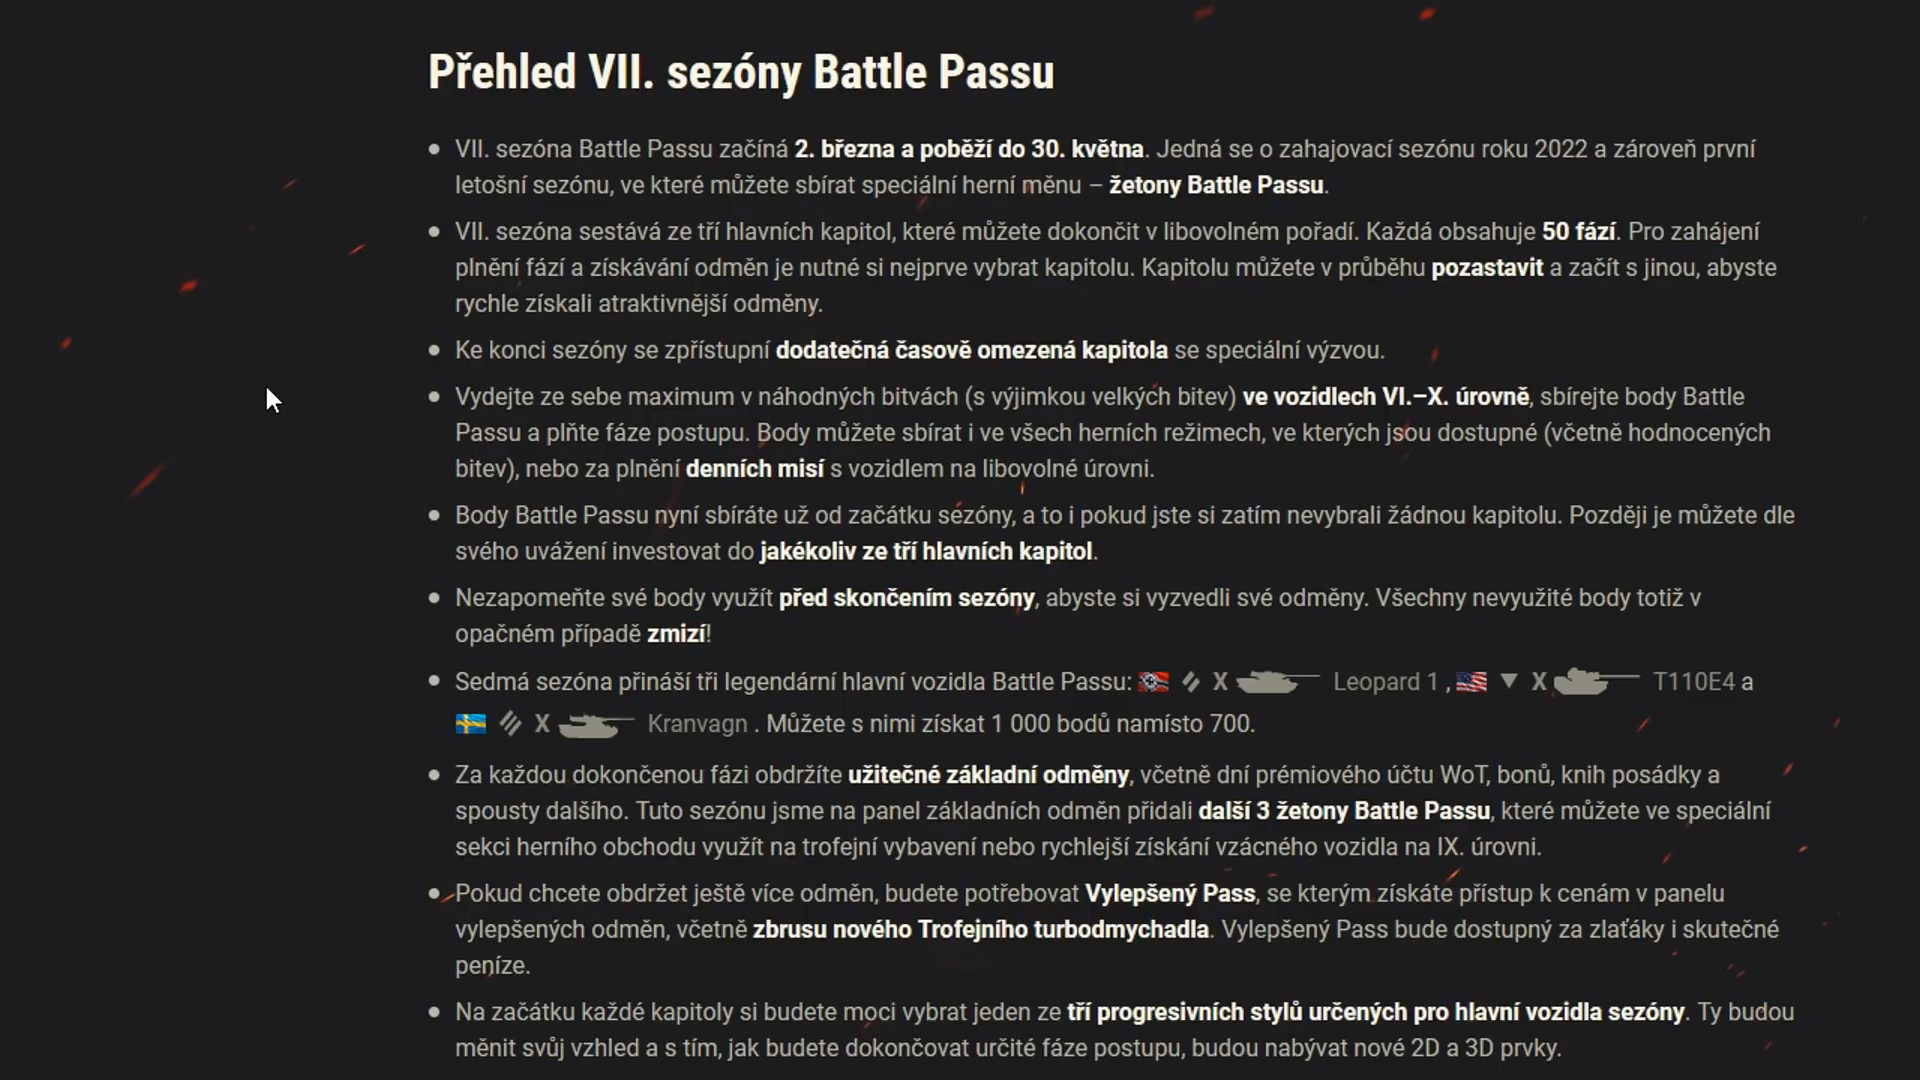 Přehled VII. sezóny Battle Passu
VII. sezóna Battle Passu začíná 2. března a poběží do 30. května. Jedná se o zahajovací sezónu roku 2022 a zároveň první
letošní sezónu, ve které můžete sbírat speciální herní měnu – žetony Battle Passu.
VII. sezóna sestává ze tří hlavních kapitol, které můžete dokončit v libovolném pořadí. Každá obsahuje 50 fází. Pro zahájení
plnění fází a získávání odměn je nutné si nejprve vybrat kapitolu. Kapitolu můžete v průběhu pozastavit a začít s jinou, abyste
rychle získali atraktivnější odměny.
Ke konci sezóny se zpřístupní dodatečná časově omezená kapitola se speciální výzvou.
Vydejte ze sebe maximum v náhodných bitvách (s výjimkou velkých bitev) ve vozidlech VI.–X. úrovně, sbírejte body Battle
Passu a plňte fáze postupu. Body můžete sbírat i ve všech herních režimech, ve kterých jsou dostupné (včetně hodnocených
bitev), nebo za plnění denních misí s vozidlem na libovolné úrovni.
Body Battle Passu nyní sbíráte už od začátku sezóny, a to i pokud jste si zatím nevybrali žádnou kapitolu. Později je můžete dle
svého uvážení investovat do jakékoliv ze tří hlavních kapitol.
Nezapomeňte své body využít před skončením sezóny, abyste si vyzvedli své odměny. Všechny nevyužité body totiž v
opačném případě zmizí!
Sedmá sezóna přináší tři legendární hlavní vozidla Battle Passu: X Leopard 1 , X T110E4 a
X Kranvagn . Můžete s nimi získat 1 000 bodů namísto 700.
Za každou dokončenou fázi obdržíte užitečné základní odměny, včetně dní prémiového účtu WoT, bonů, knih posádky a
spousty dalšího. Tuto sezónu jsme na panel základních odměn přidali další 3 žetony Battle Passu, které můžete ve speciální
sekci herního obchodu využít na trofejní vybavení nebo rychlejší získání vzácného vozidla na IX. úrovni.
Pokud chcete obdržet ještě více odměn, budete potřebovat Vylepšený Pass, se kterým získáte přístup k cenám v panelu
vylepšených odměn, včetně zbrusu nového Trofejního turbodmychadla. Vylepšený Pass bude dostupný za zlaťáky i skutečné
peníze.
Na začátku každé kapitoly si budete moci vybrat jeden ze tří progresivních stylů určených pro hlavní vozidla sezóny. Ty budou
měnit svůj vzhled a s tím, jak budete dokončovat určité fáze postupu, budou nabývat nové 2D a 3D prvky.